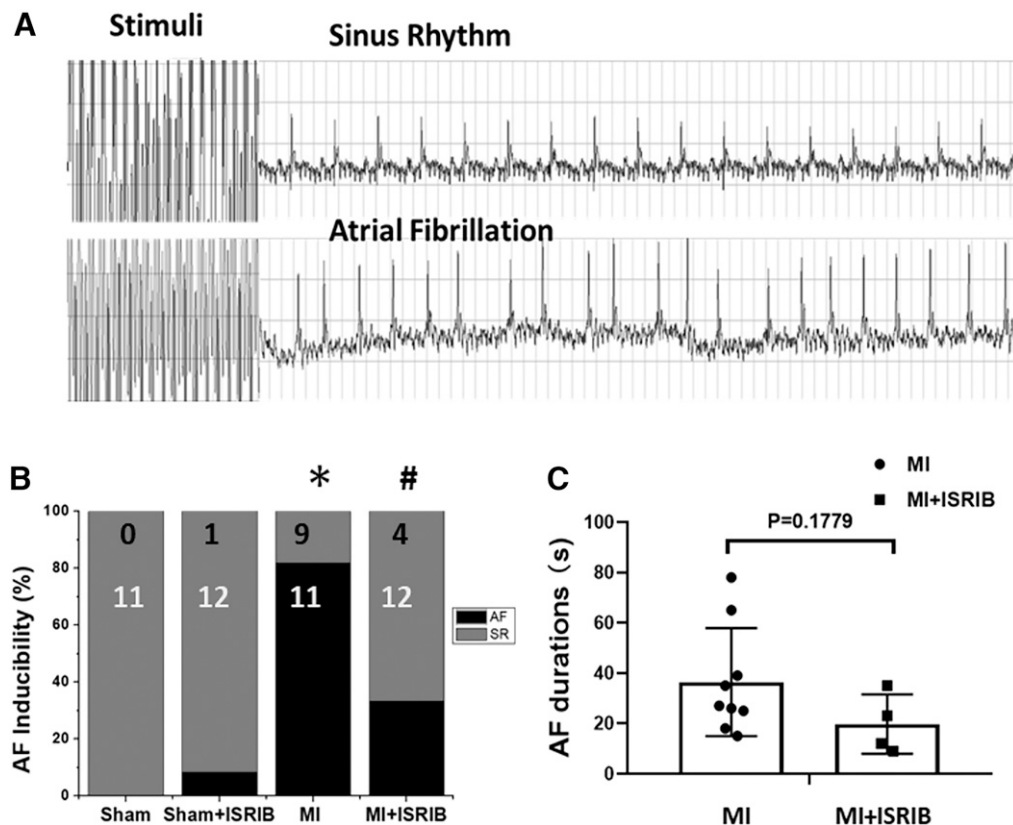 A
Stimuli
Sinus Rhythm
Atrial Fibrillation
B
*
#
AF Inducibility (%)
100
80
60
40
20
0
0
1
9
4
11
12
11
12
AF
SR
Sham
Sham+ISRIB
MI
MI+ISRIB
C
MI
MI+ISRIB
P=0.1779
AF durations (s)
100
80
60
40
20
0
MI
MI+ISRIB